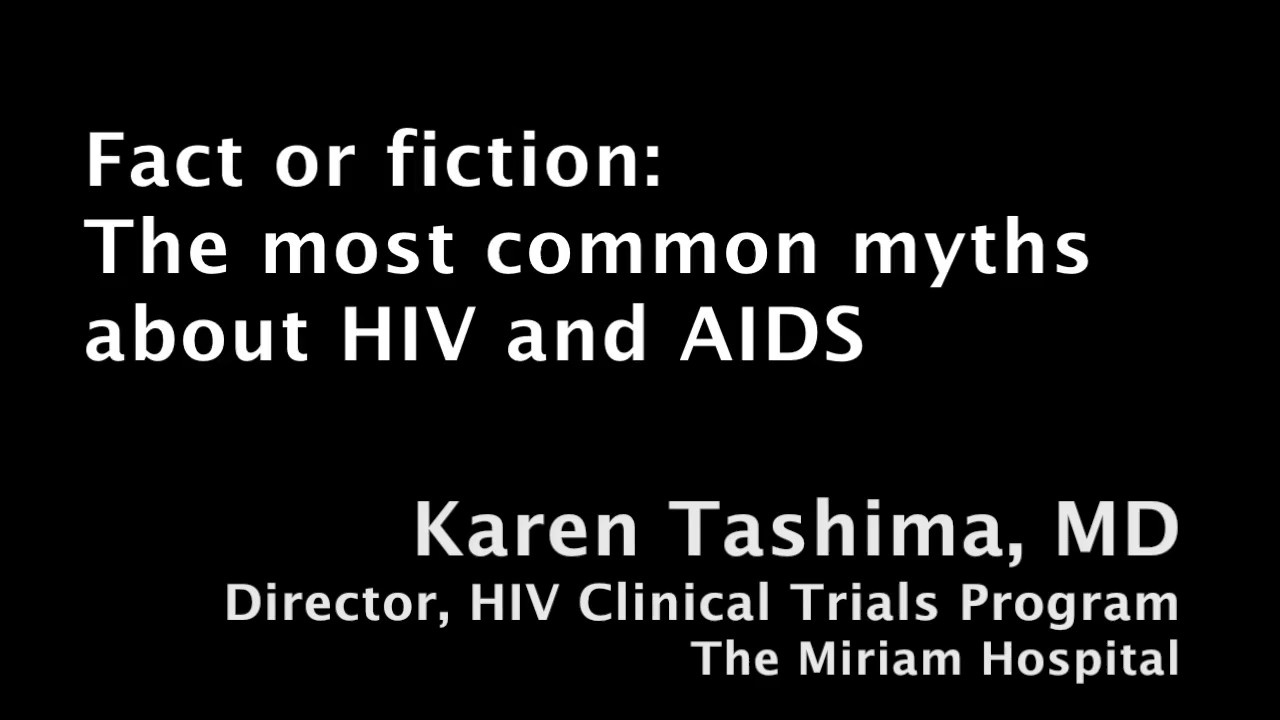 Fact or fiction:
The most common myths
about HIV and AIDS
Karen Tashima, MD
Director, HIV Clinical Trials Program
The Miriam Hospital